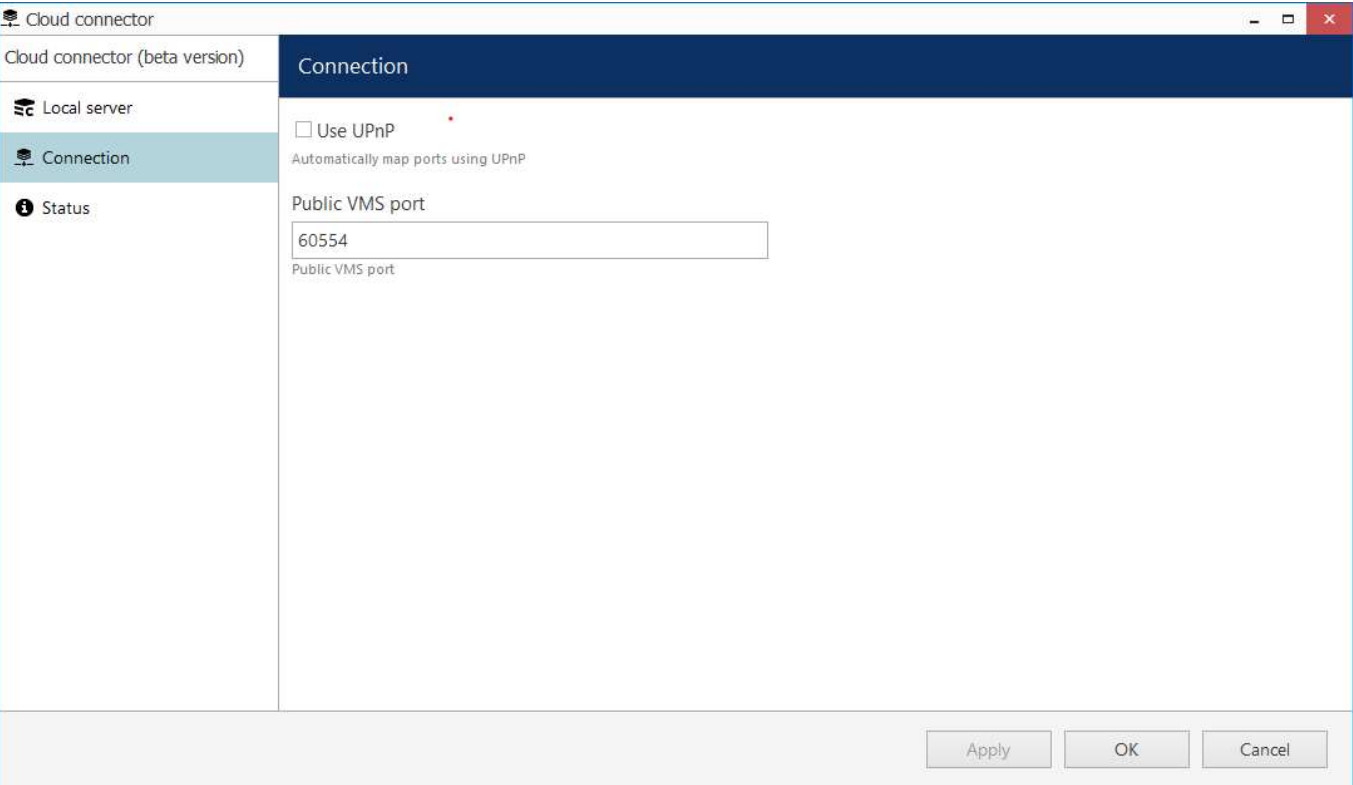 Cloud connector
Cloud connector (beta version)
Local server
Connection
Status
Connection
Use UPnP
Automatically map ports using UPnP
Public VMS port
60554
Public VMS port
Apply
OK
Cancel